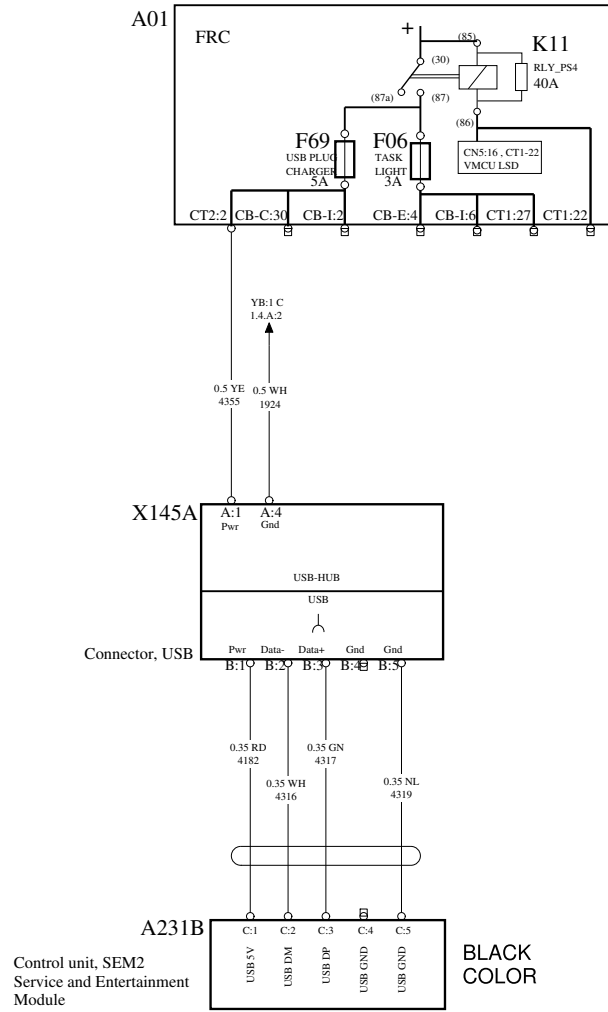 A01
FRC
+
(85)
K11
(30)
RLY_PS4
40A
(87a)
(87)
(86)
F69
USB PLUG
CHARGER
5A
F06
TASK
LIGHT
3A
CN5:16 , CT1-22
VMCU LSD
CT2:2 CB-C:30 CB-I:2 CB-E:4 CB-I:6 CT1:27 CT1:22
YB:1 C
1.4.A:2
0.5 YE
4355
0.5 WH
1924
X145A
A:1 A:4
Pwr Gnd
USB-HUB
USB
Connector, USB
Pwr Data- Data+ Gnd Gnd
B:1 B:2 B:3 B:4 B:5
0.35 RD
4182
0.35 GN
4317
0.35 WH
4316
0.35 NL
4319
A231B
C:1 C:2 C:3 C:4 C:5
USB 5V
USB DM
USB DP
USB GND
USB GND
Control unit, SEM2
Service and Entertainment
Module
BLACK
COLOR